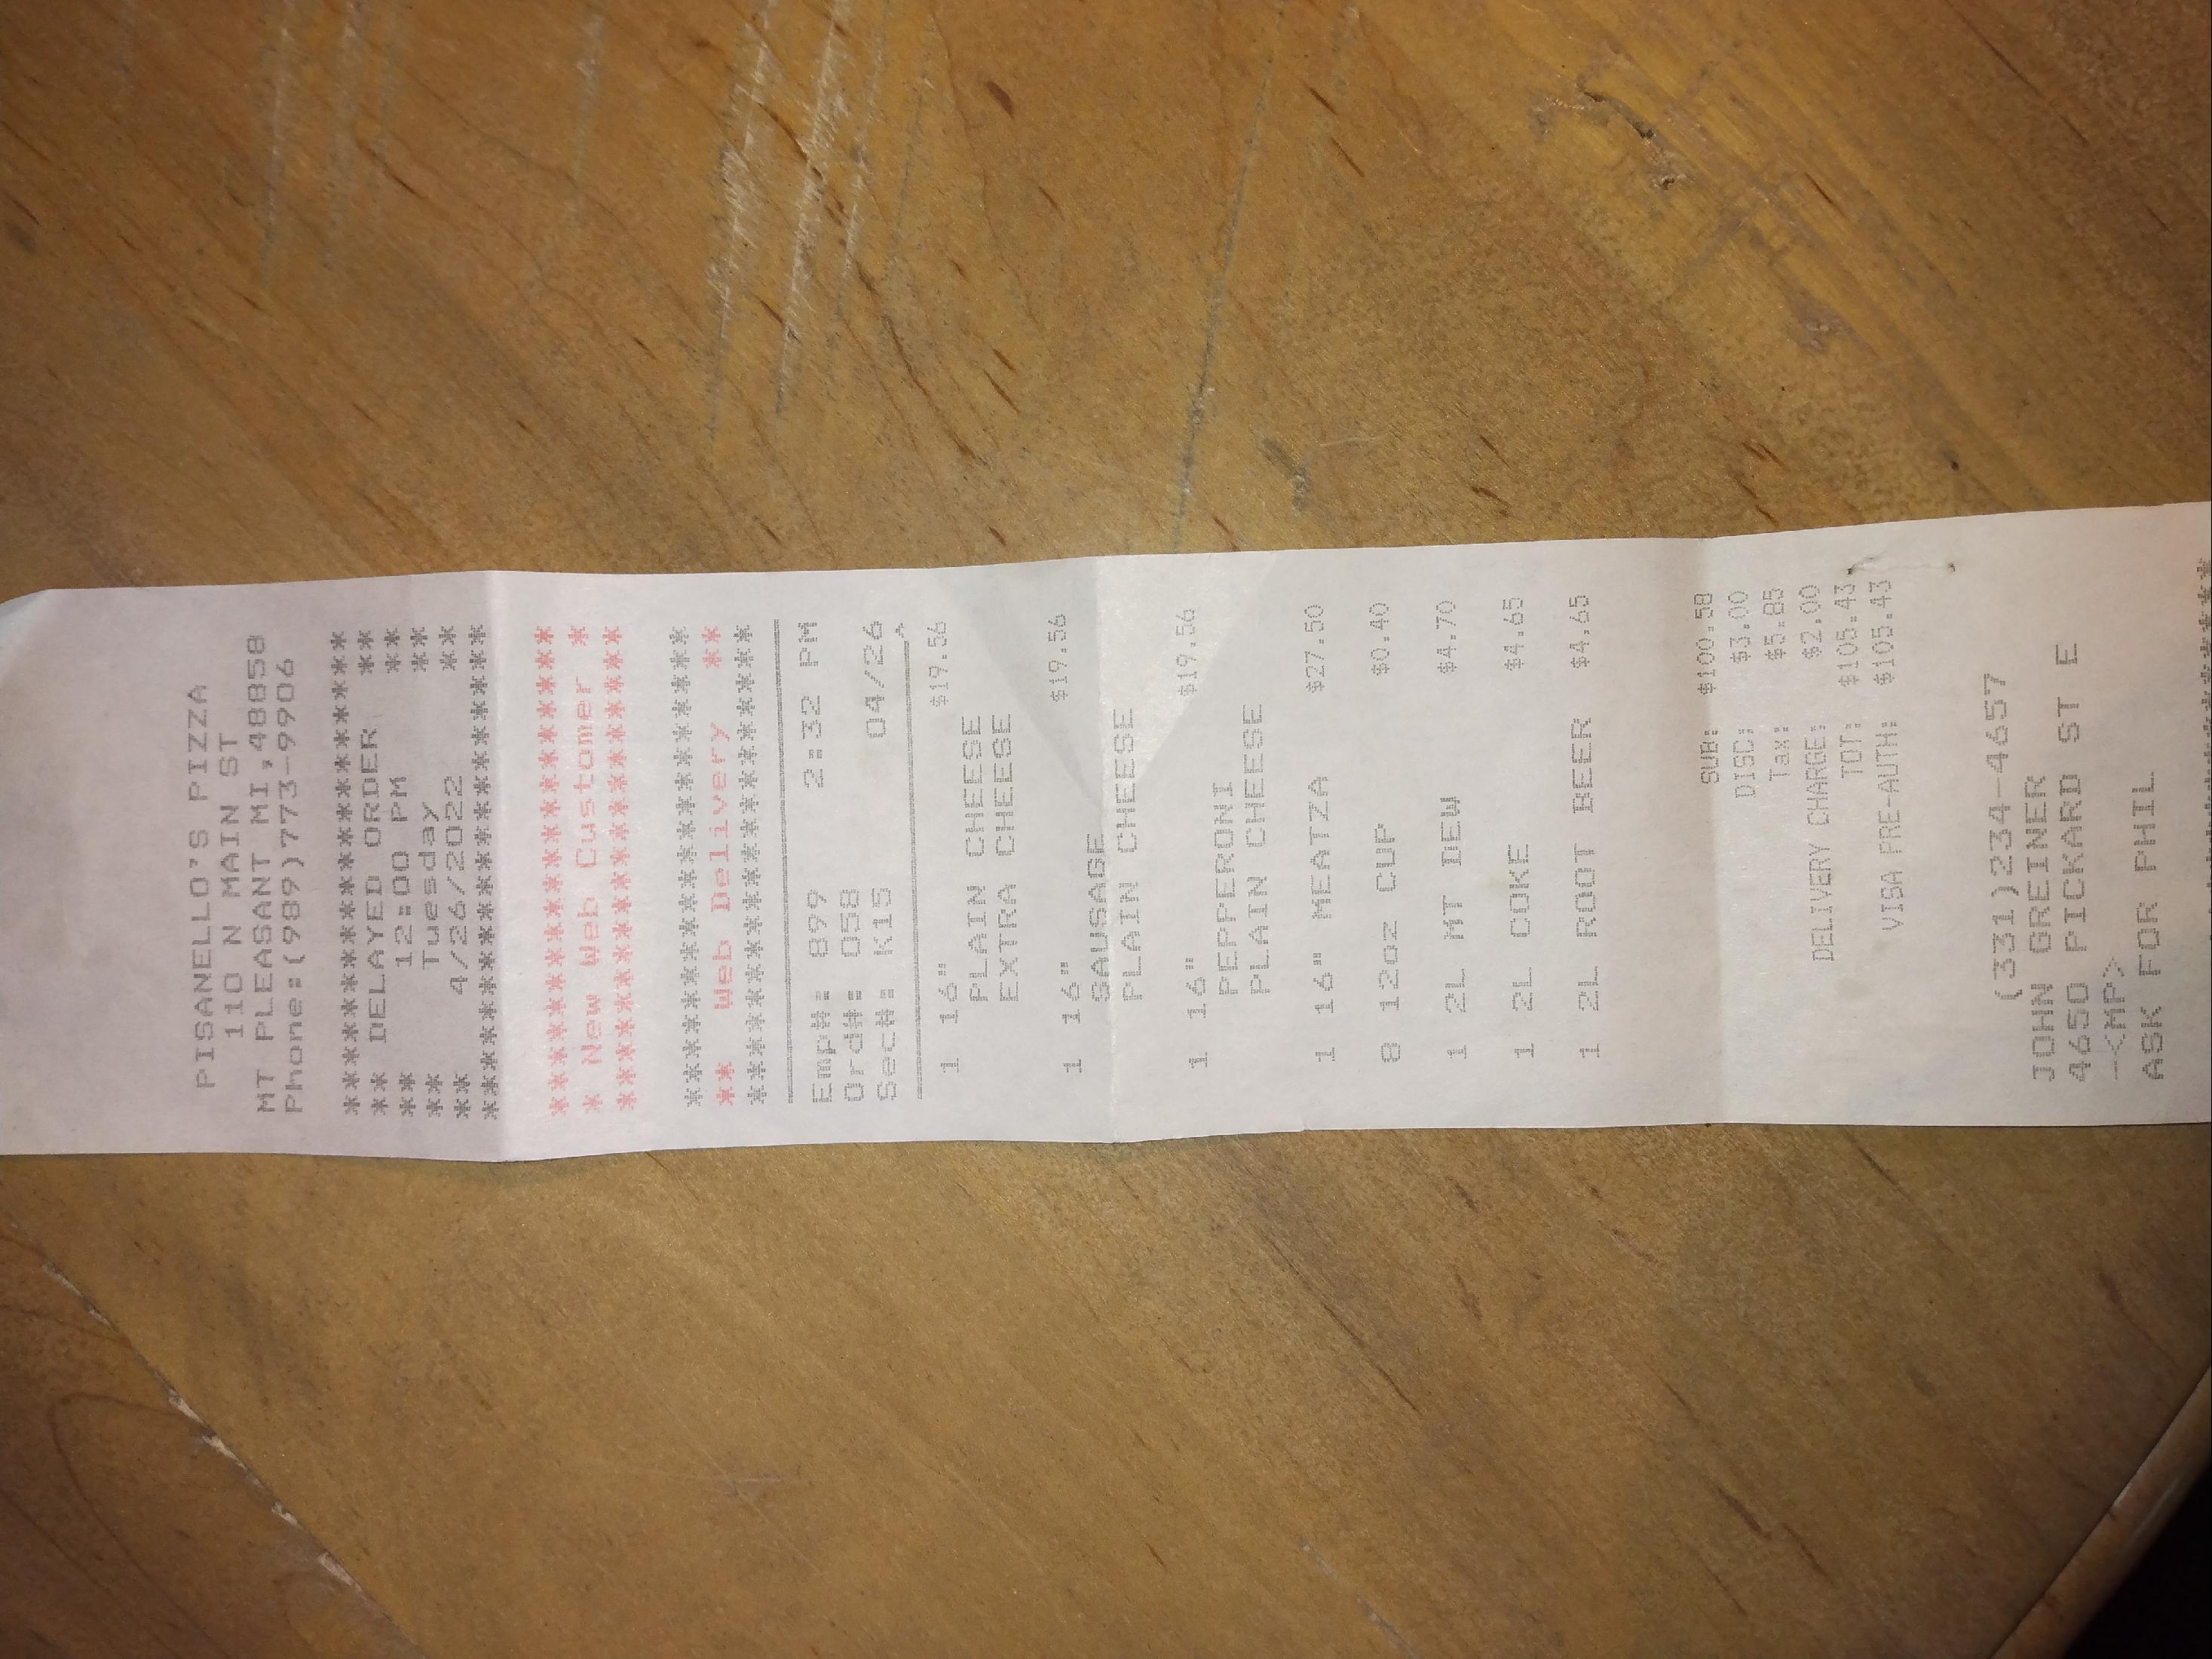 PISANELLO'S PIZZA
110 N MAIN ST
MT PLEASANT MI,48858
Phone:(989)773-9906
**********************
** DELAYED ORDER **
** 12:00 PM **
** Tuesday **
** 4/26/2022 **
**********************
**********************
* New Web Customer *
**********************
**********************
** Web Delivery **
**********************
Emp#: 899 2:32 PM
Ord#: 058
Sec#: K15 04/26
^
1 16" $19.56
PLAIN CHEESE
EXTRA CHEESE
1 16" $19.56
SAUSAGE
PLAIN CHEESE
1 16" $19.56
PEPPERONI
PLAIN CHEESE
1 16" MEATZA $27.50
8 12oz CUP $0.40
1 2L MT DEW $4.70
1 2L COKE $4.65
1 2L ROOT BEER $4.65
SUB: $100.58
DISC: $3.00
Tax: $5.85
DELIVERY CHARGE: $2.00
TOT: $105.43
VISA PRE-AUTH: $105.43
(331)234-4657
JOHN GREINER
4650 PICKARD ST E
—<MP>
ASK FOR PHIL